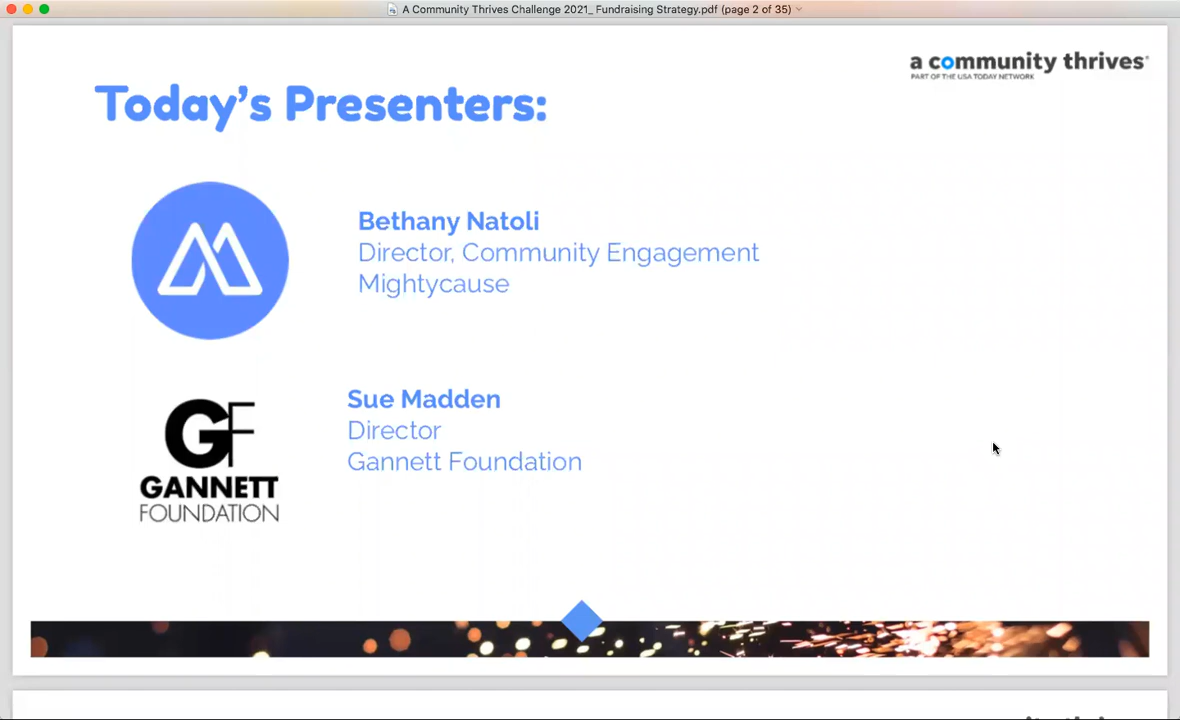 A Community Thrives Challenge 2021_ Fundraising Strategy.pdf (page 2 of 35)
a community thrives®
PART OF THE USA TODAY NETWORK
Today's Presenters:
Bethany Natoli
Director, Community Engagement
Mightycause
GF
GANNETT
FOUNDATION
Sue Madden
Director
Gannett Foundation